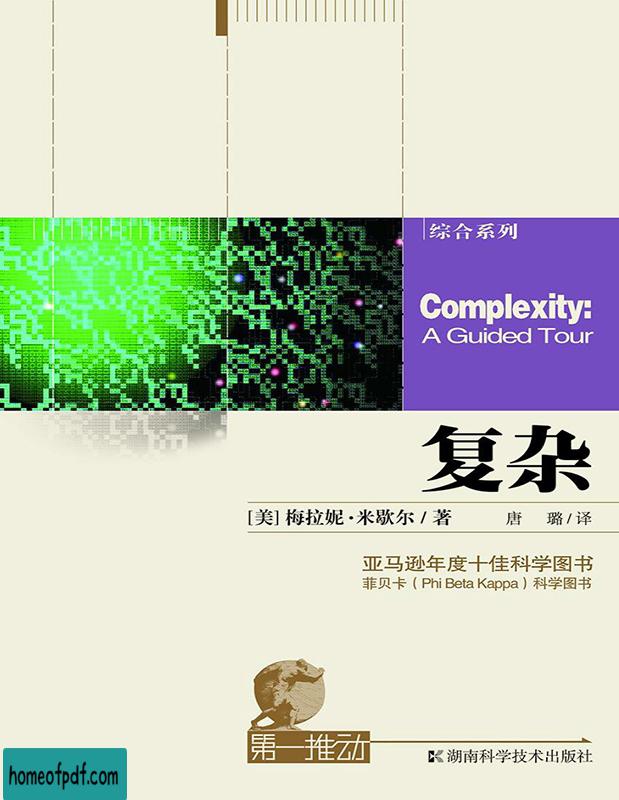 综合系列
Complexity:
A Guided Tour
复杂
[美] 梅拉妮·米歇尔 / 著 唐 璐 / 译
亚马逊年度十佳科学图书
菲贝卡（Phi Beta Kappa）科学图书
第一推动
湖南科学技术出版社
homeofpdf.com